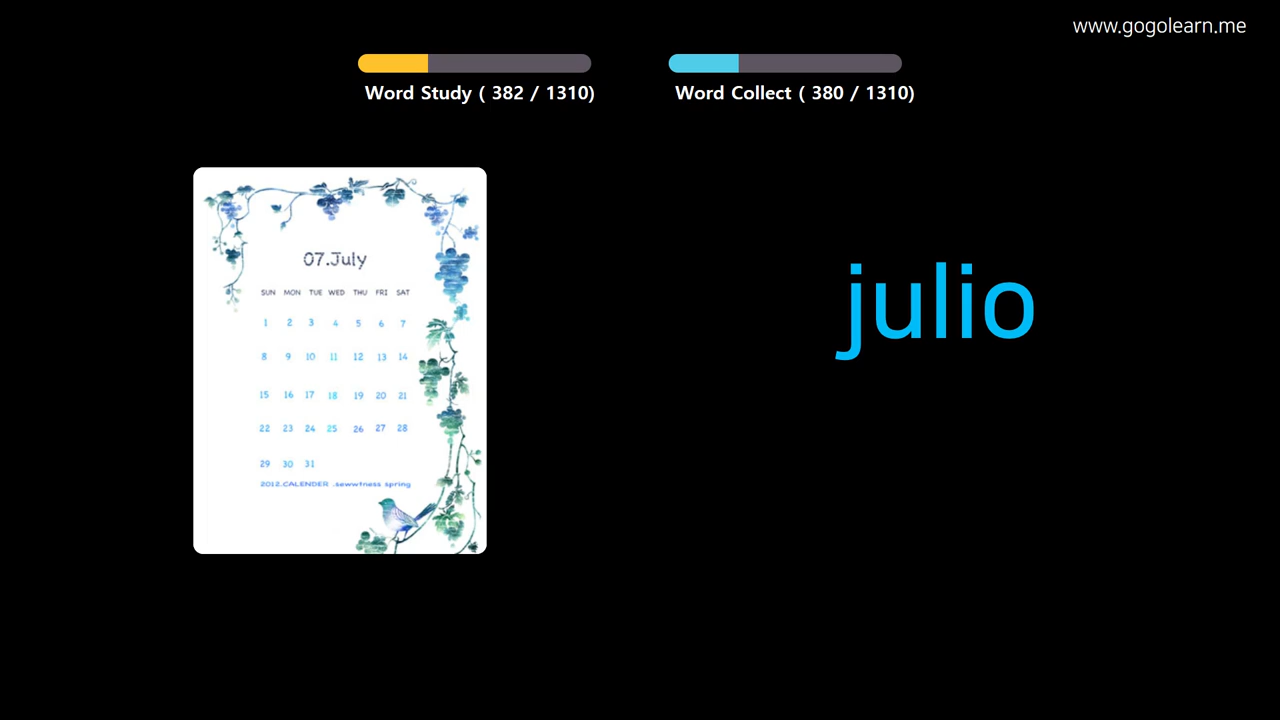 www.gogolearn.me
Word Study ( 382 / 1310)
Word Collect ( 380 / 1310)
07.July
SUN MON TUE WED THU FRI SAT
1 2 3 4 5 6 7
8 9 10 11 12 13 14
15 16 17 18 19 20 21
22 23 24 25 26 27 28
29 30 31
2012.CALENDER .sewwtness spring
julio